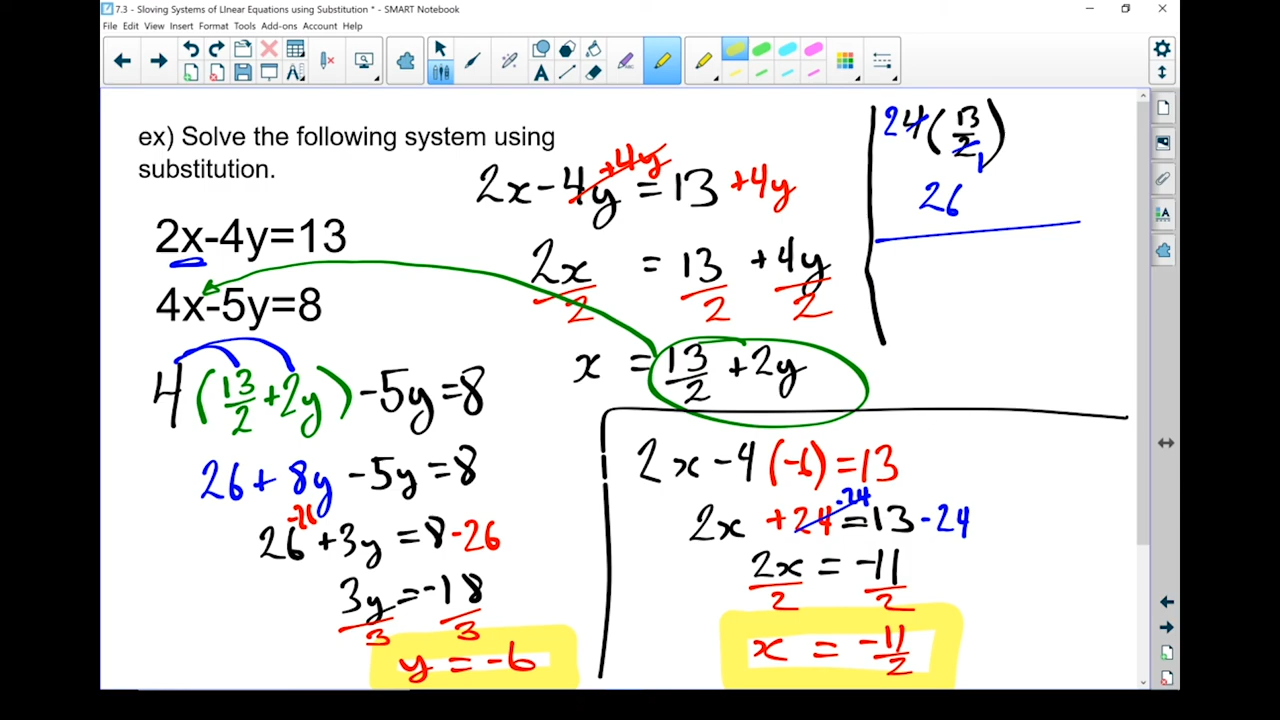 7.3 - Sloving Systems of LInear Equations using Substitution * - SMART Notebook
File Edit View Insert Format Tools Add-ons Account Help
ex) Solve the following system using
substitution.
2x-4y=13
4x-5y=8
4(13/2+2y)-5y=8
26+8y-5y=8
-26
26+3y=8-26
3y=-18
3 3
y=-6
+4y
2x-4y=13+4y
2x=13+4y
2 2 2
x=13/2+2y
24(13/2)
1
26
2x-4(-6)=13
-24
2x+24=13-24
2x=-11
2 2
x=-11/2